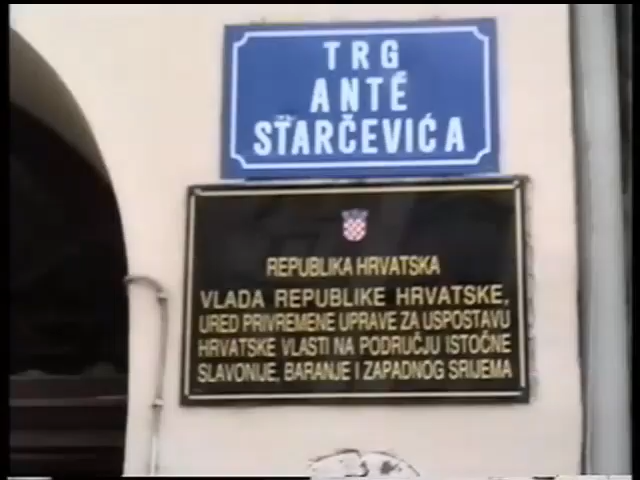 TRG
ANTE
STARČEVIĆA
REPUBLIKA HRVATSKA
VLADA REPUBLIKE HRVATSKE,
URED PRIVREMENE UPRAVE ZA USPOSTAVU
HRVATSKE VLASTI NA PODRUČJU ISTOČNE
SLAVONIJE, BARANJE I ZAPADNOG SRIJEMA